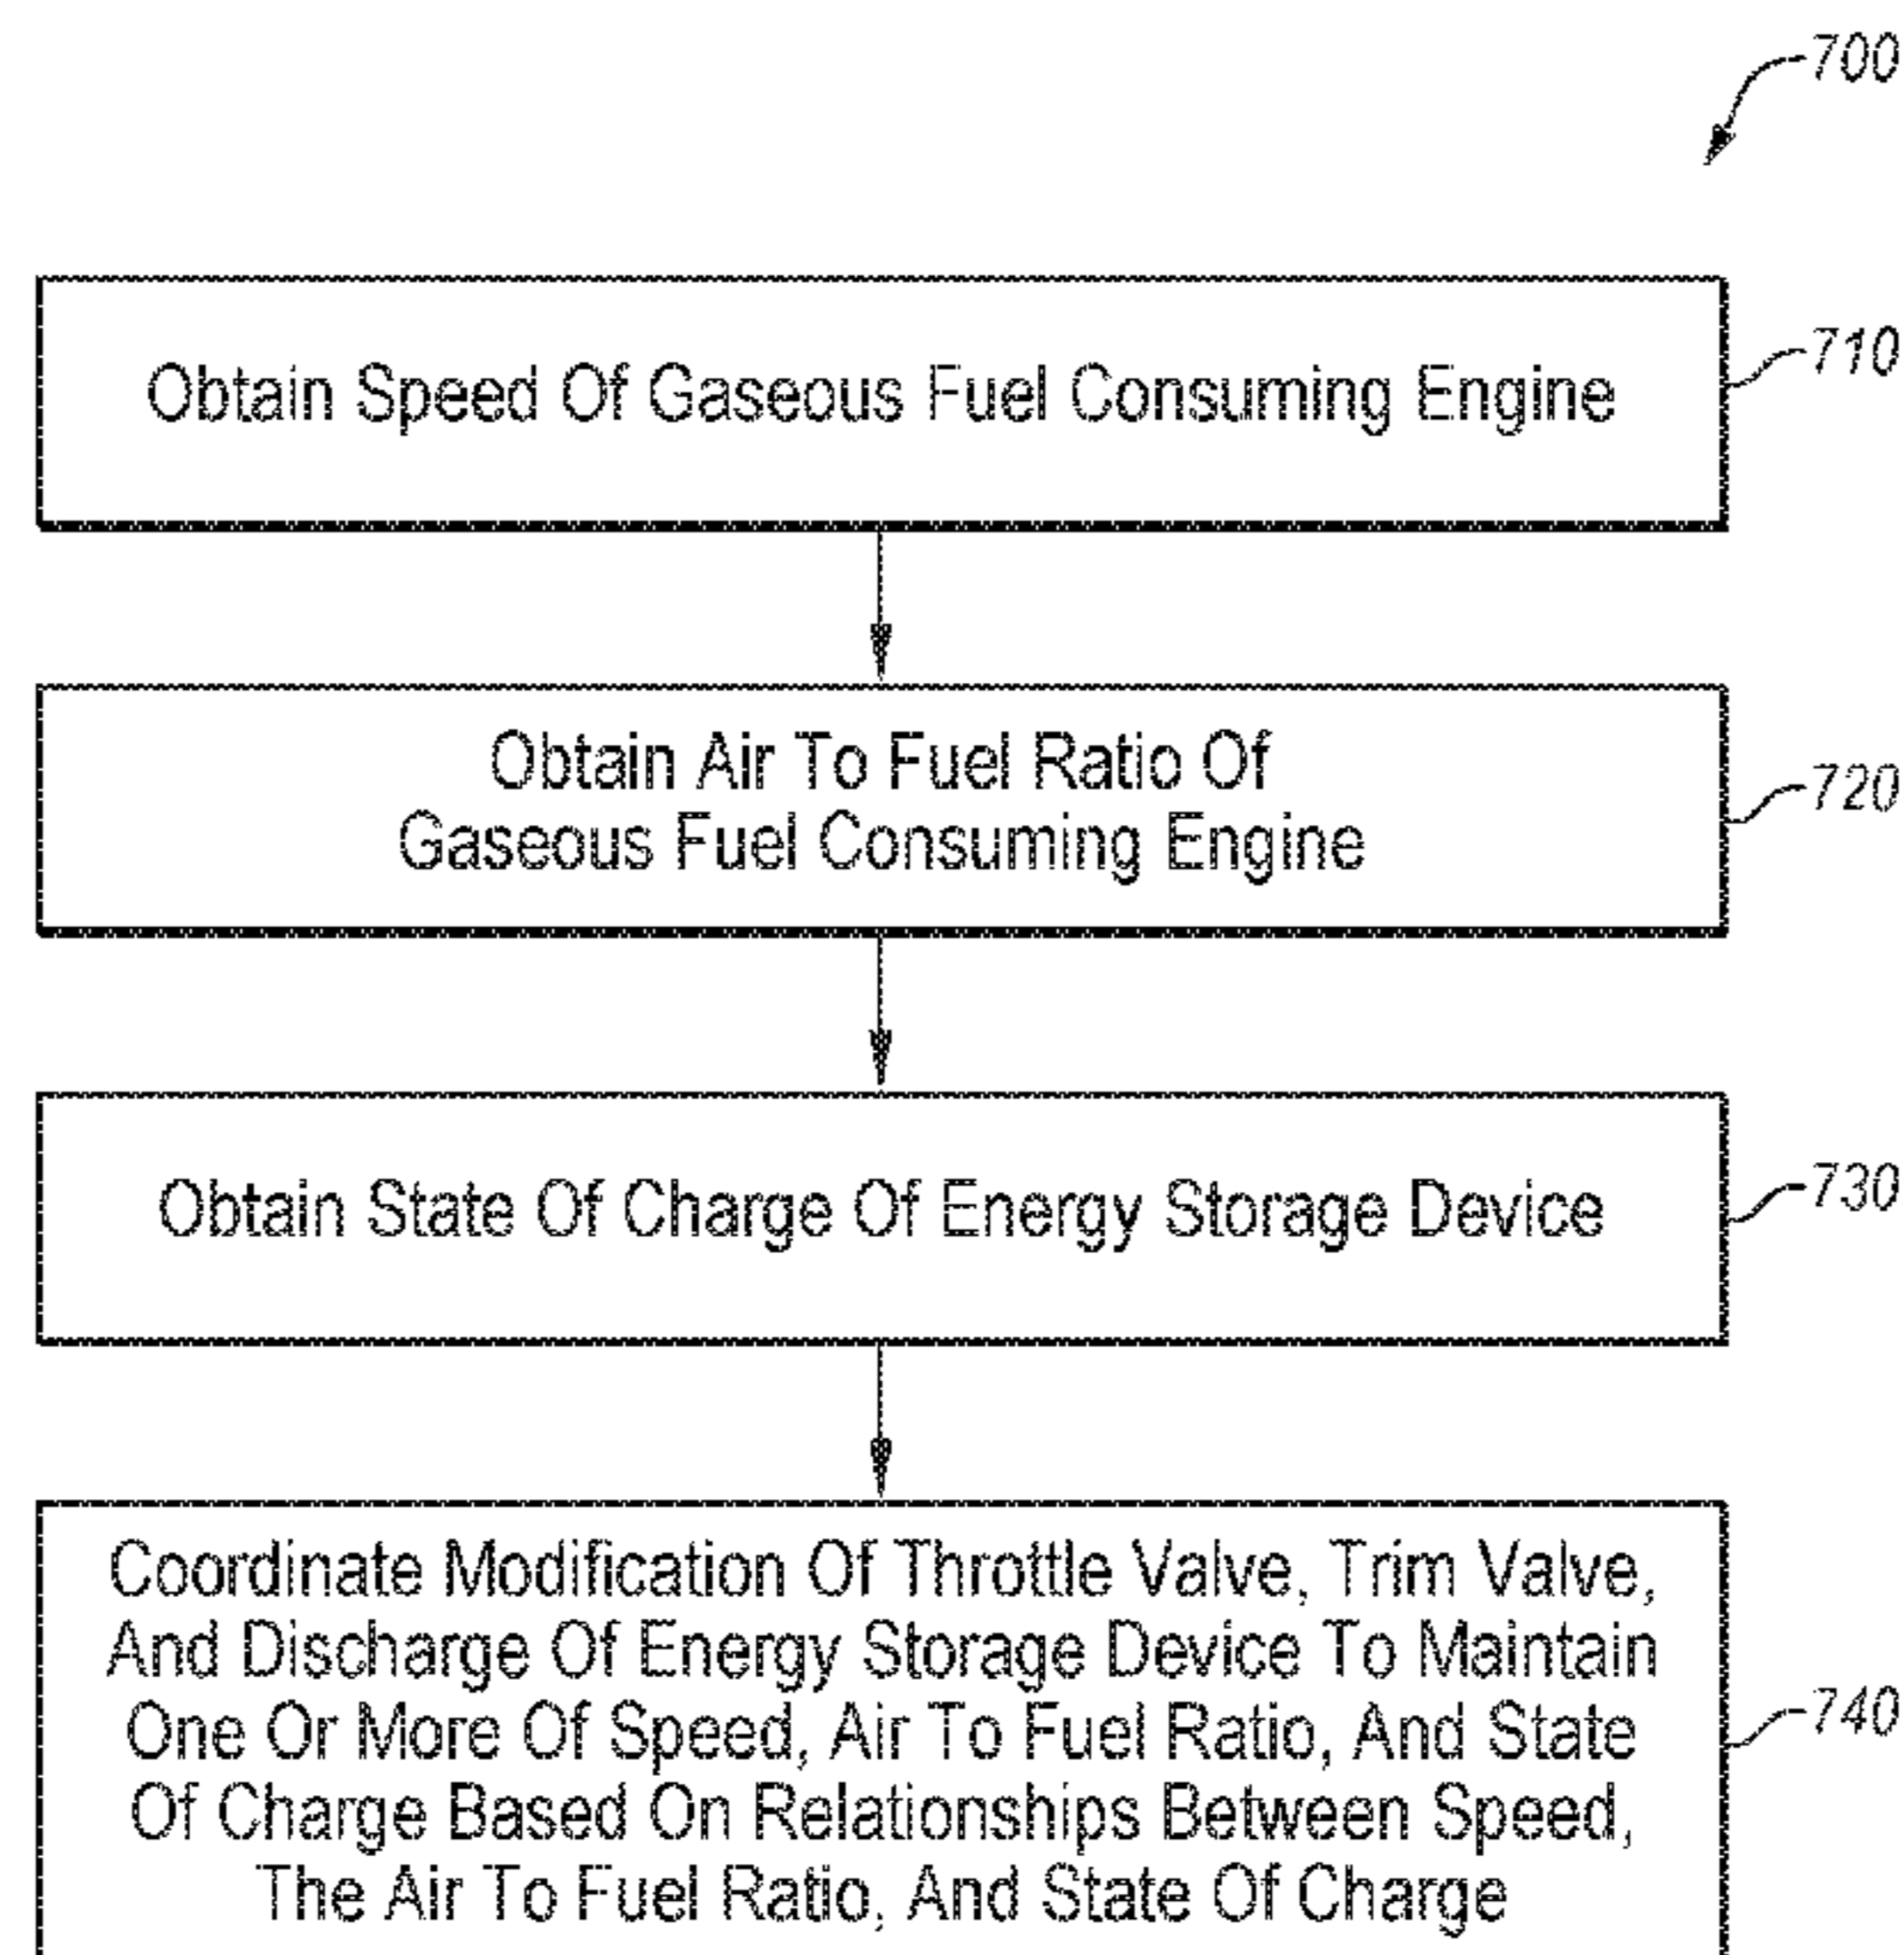 700
Obtain Speed Of Gaseous Fuel Consuming Engine
710
Obtain Air To Fuel Ratio Of
Gaseous Fuel Consuming Engine
720
Obtain State Of Charge Of Energy Storage Device
730
Coordinate Modification Of Throttle Valve, Trim Valve,
And Discharge Of Energy Storage Device To Maintain
One Or More Of Speed, Air To Fuel Ratio, And State
Of Charge Based On Relationships Between Speed,
The Air To Fuel Ratio, And State Of Charge
740